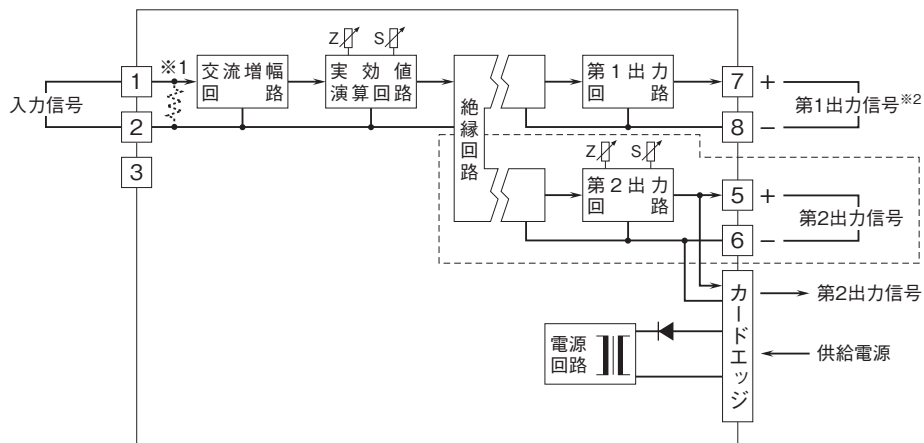 Z S
1 ※1 交流増幅回路 実効値演算回路 第1出力回路 7 +
入力信号 第1出力信号※2
2 絶縁回路 8 −
3 Z S
第2出力回路 5 +
第2出力信号
6 −
カードエッジ
第2出力信号
電源回路
供給電源